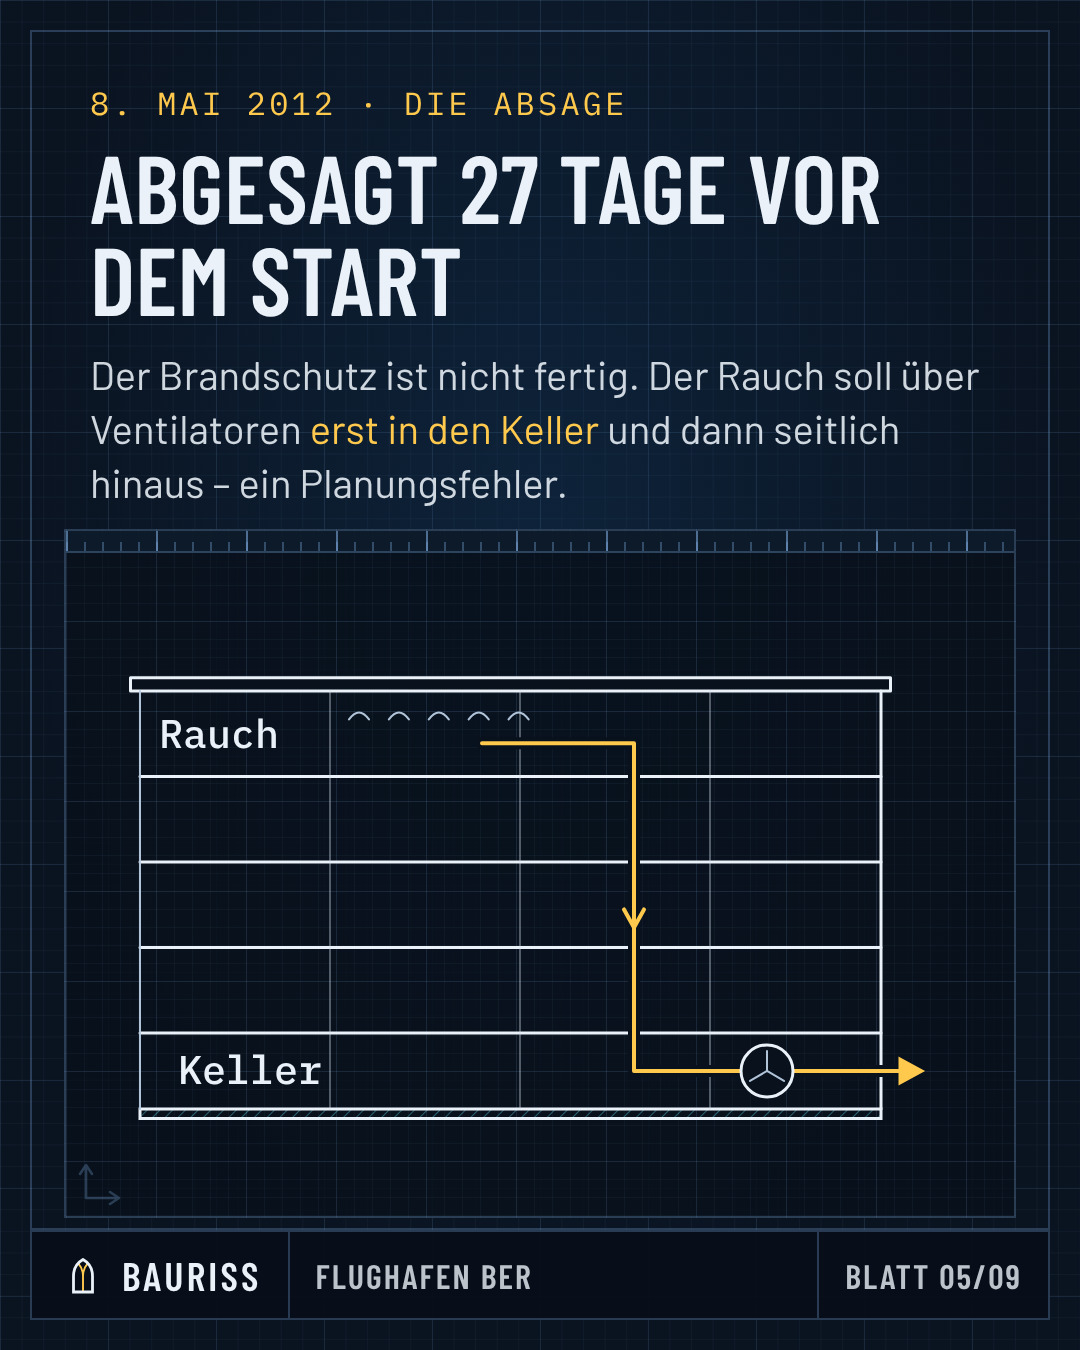 8. MAI 2012 · DIE ABSAGE
ABGESAGT 27 TAGE VOR
DEM START
Der Brandschutz ist nicht fertig. Der Rauch soll über
Ventilatoren erst in den Keller und dann seitlich
hinaus – ein Planungsfehler.
Rauch
Keller
BAURISS
FLUGHAFEN BER
BLATT 05/09